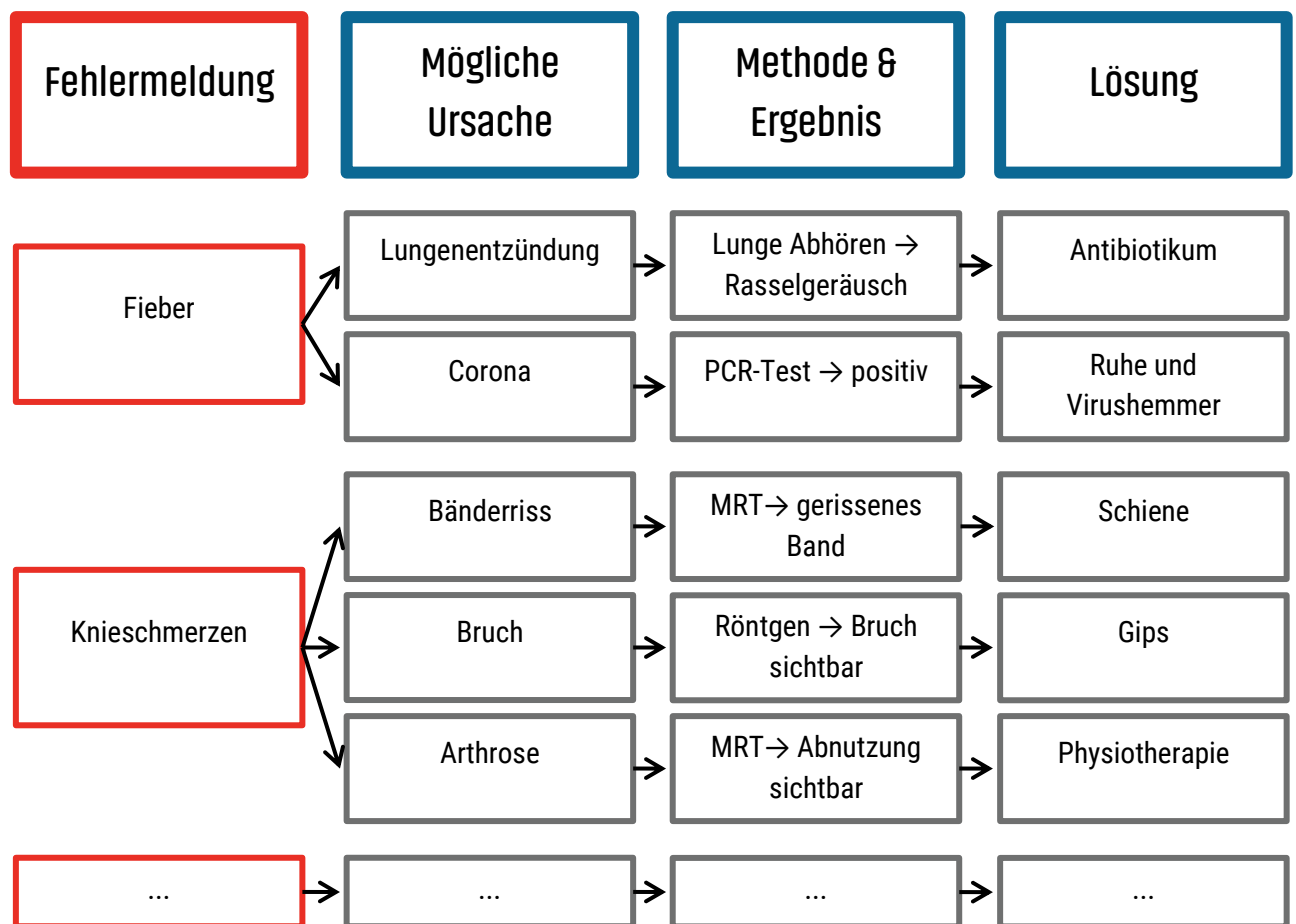 Fehlermeldung
Mögliche
Ursache
Methode &
Ergebnis
Lösung
Fieber
Lungenentzündung
Lunge Abhören →
Rasselgeräusch
Antibiotikum
Corona
PCR-Test → positiv
Ruhe und
Virushemmer
Knieschmerzen
Bänderriss
MRT→ gerissenes
Band
Schiene
Bruch
Röntgen → Bruch
sichtbar
Gips
Arthrose
MRT→ Abnutzung
sichtbar
Physiotherapie
...
...
...
...